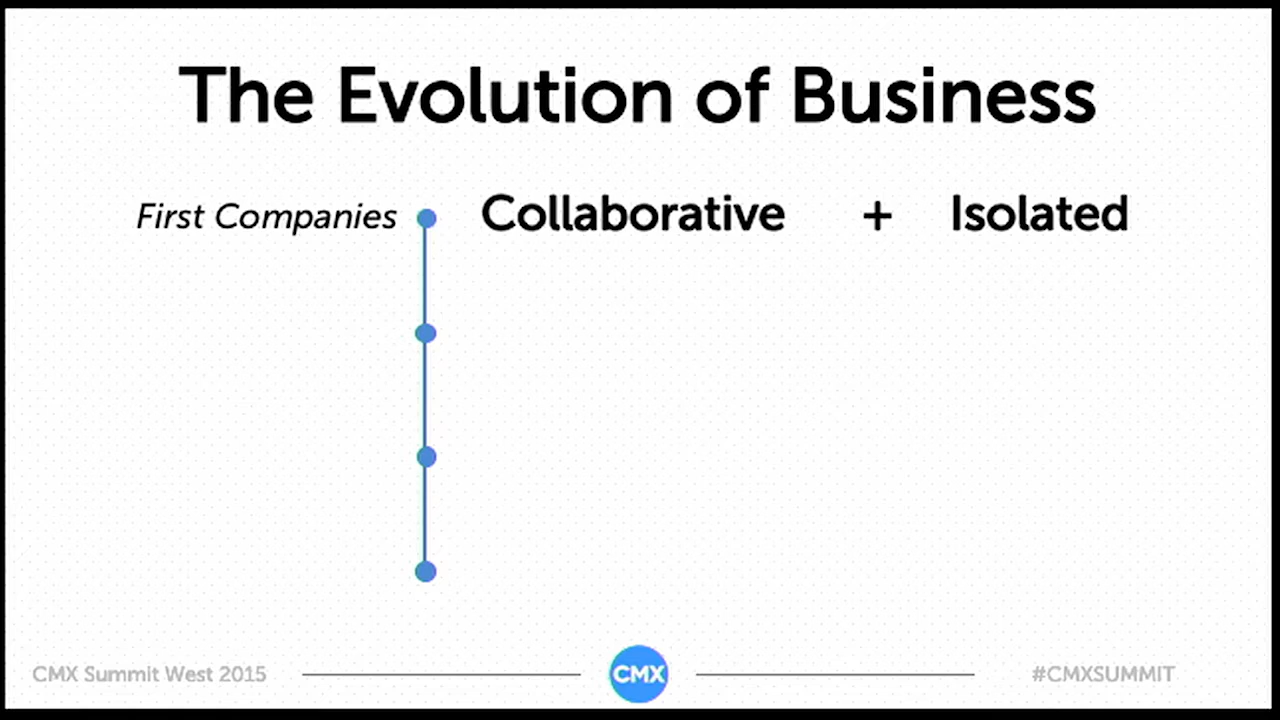 The Evolution of Business
First Companies Collaborative + Isolated
CMX Summit West 2015 CMX #CMXSUMMIT